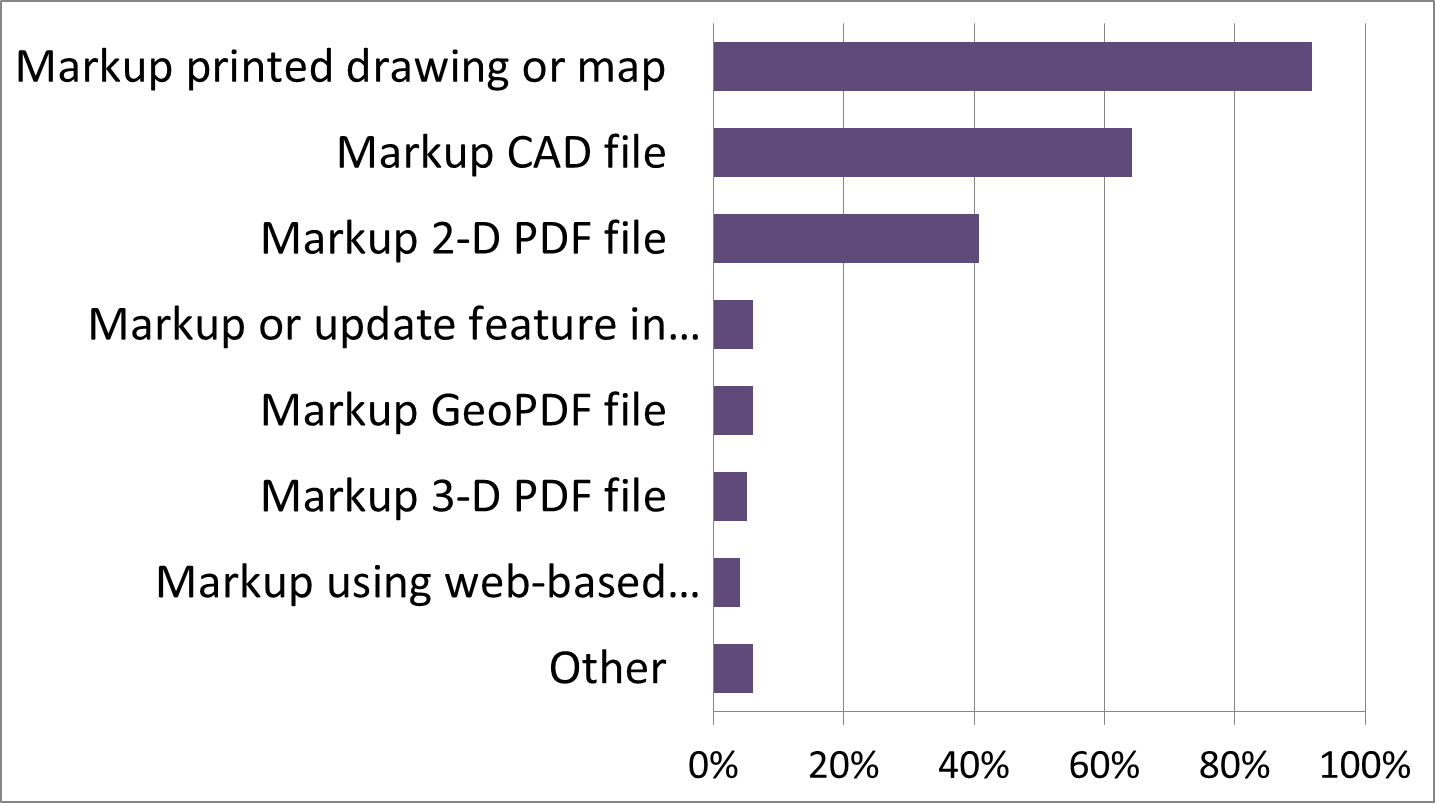 Markup printed drawing or map
Markup CAD file
Markup 2-D PDF file
Markup or update feature in…
Markup GeoPDF file
Markup 3-D PDF file
Markup using web-based…
Other
0% 20% 40% 60% 80% 100%